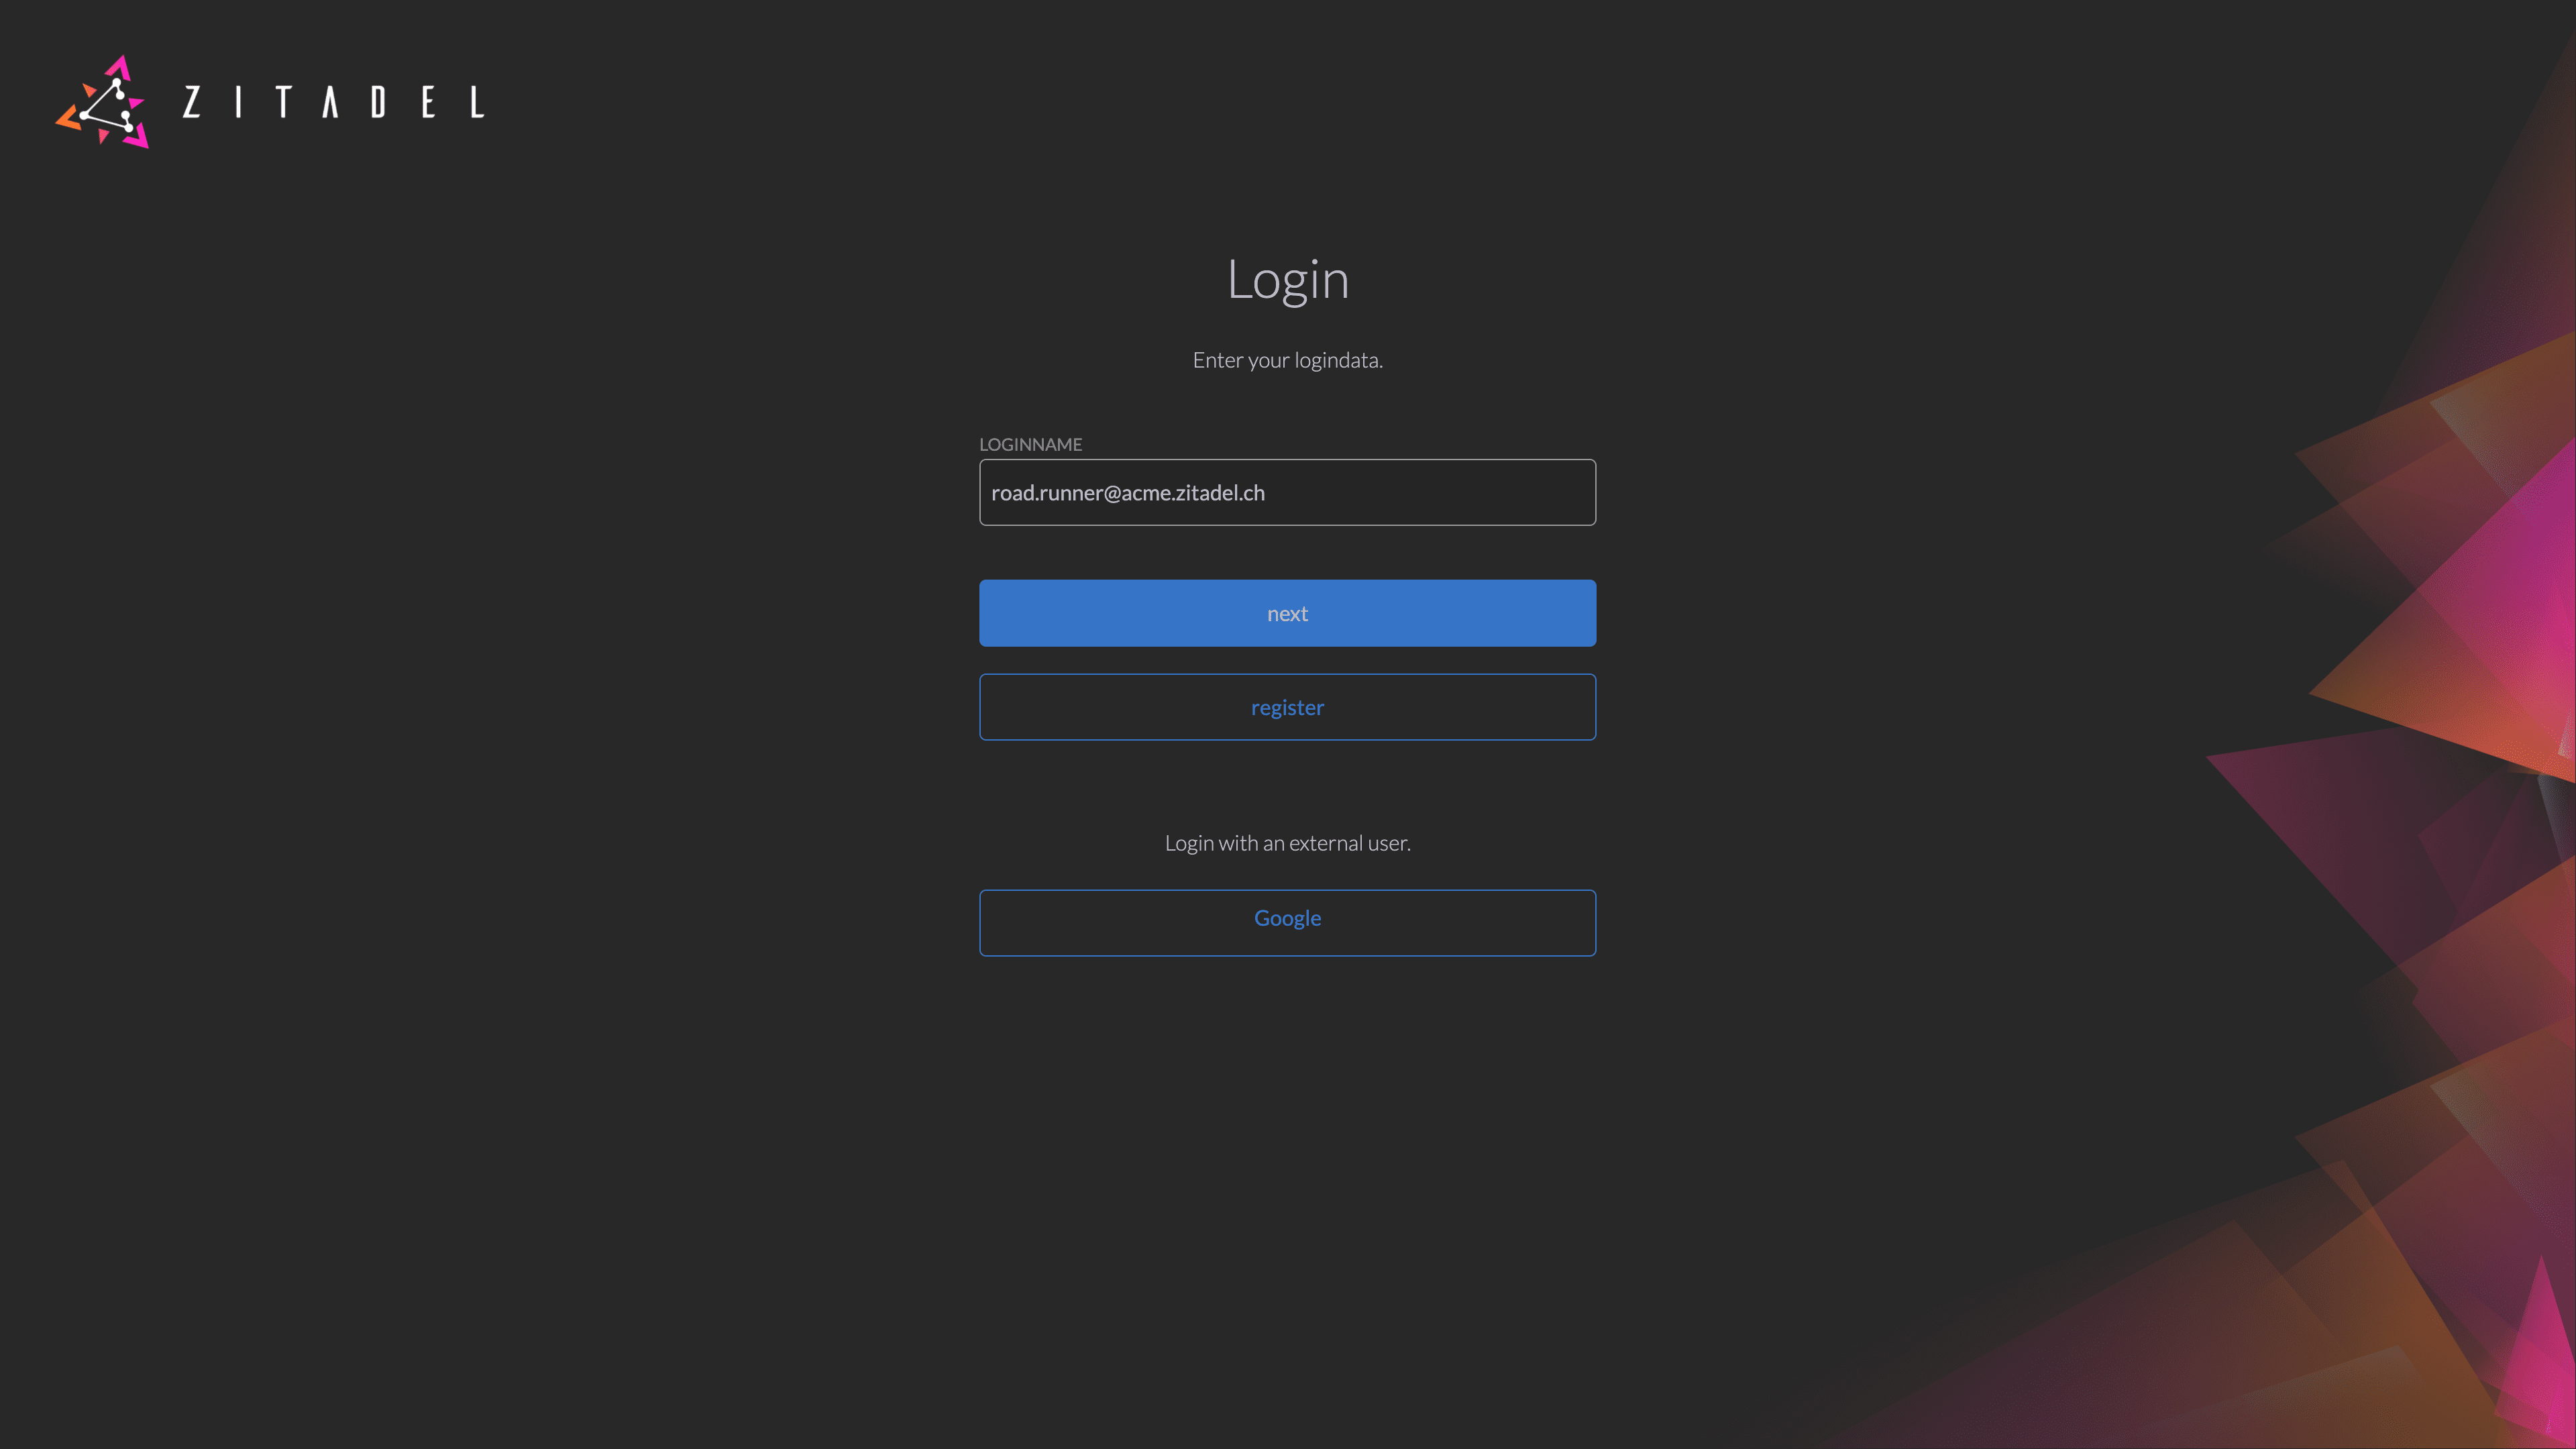 ZITADEL
Login
Enter your logindata.
LOGINNAME
road.runner@acme.zitadel.ch
next
register
Login with an external user.
Google